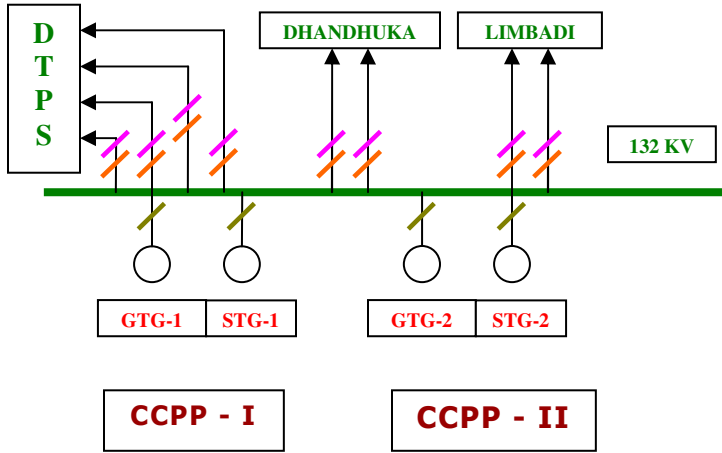 D
T
P
S
DHANDHUKA
LIMBADI
132 KV
GTG-1
STG-1
GTG-2
STG-2
CCPP - I
CCPP - II